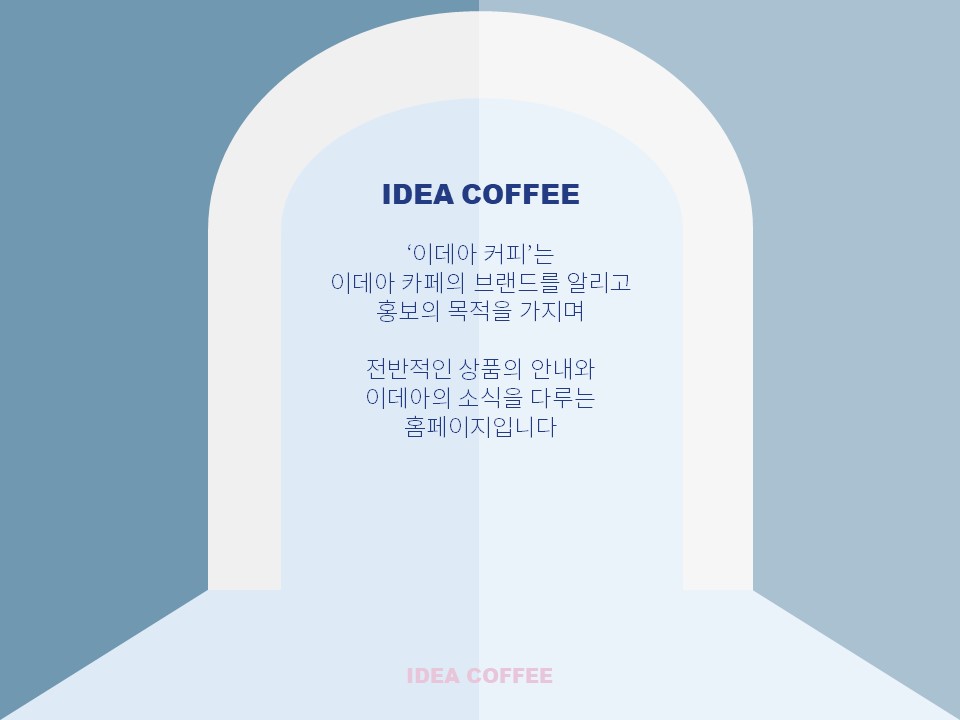 IDEA COFFEE
‘이데아 커피’는
이데아 카페의 브랜드를 알리고
홍보의 목적을 가지며
전반적인 상품의 안내와
이데아의 소식을 다루는
홈페이지입니다
IDEA COFFEE